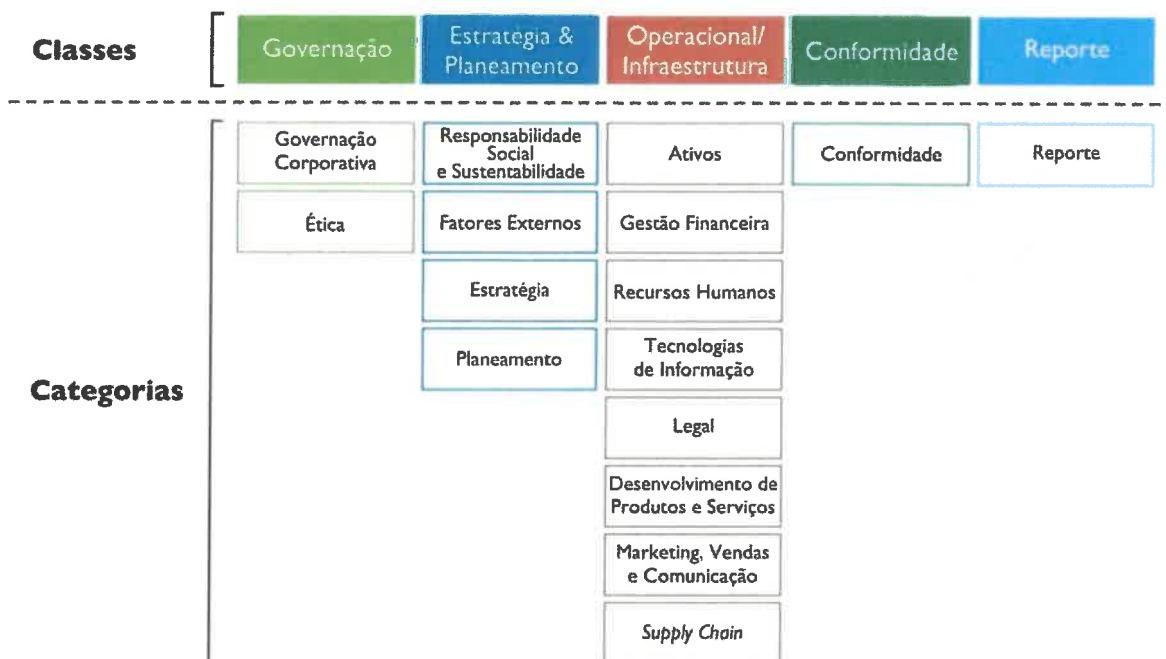 Classes
Governação
Estratégia &
Planeamento
Operacional/
Infraestrutura
Conformidade
Reporte
Categorias
Governação
Corporativa
Ética
Responsabilidade
Social
e Sustentabilidade
Fatores Externos
Estratégia
Planeamento
Ativos
Gestão Financeira
Recursos Humanos
Tecnologias
de Informação
Legal
Desenvolvimento de
Produtos e Serviços
Marketing, Vendas
e Comunicação
Supply Chain
Conformidade
Reporte